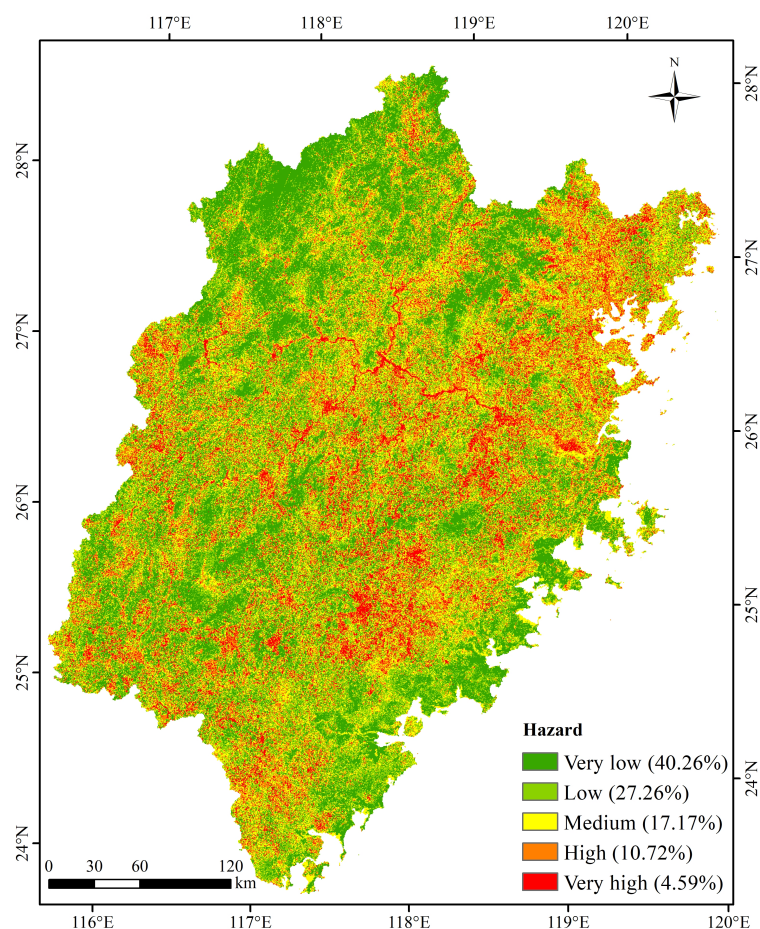 117°E 118°E 119°E 120°E
N
28°N
28°N
27°N
27°N
26°N
26°N
25°N
25°N
24°N
24°N
Hazard
Very low (40.26%)
Low (27.26%)
Medium (17.17%)
High (10.72%)
Very high (4.59%)
0 30 60 120
km
116°E 117°E 118°E 119°E